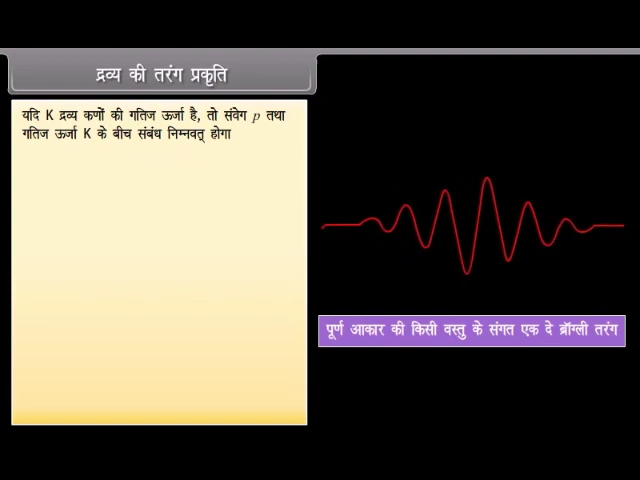 द्रव्य की तरंग प्रकृति
यदि K द्रव्य कणों की गतिज ऊर्जा है, तो संवेग p तथा
गतिज ऊर्जा K के बीच संबंध निम्नवत् होगा
पूर्ण आकार की किसी वस्तु के संगत एक दे ब्रॉग्ली तरंग